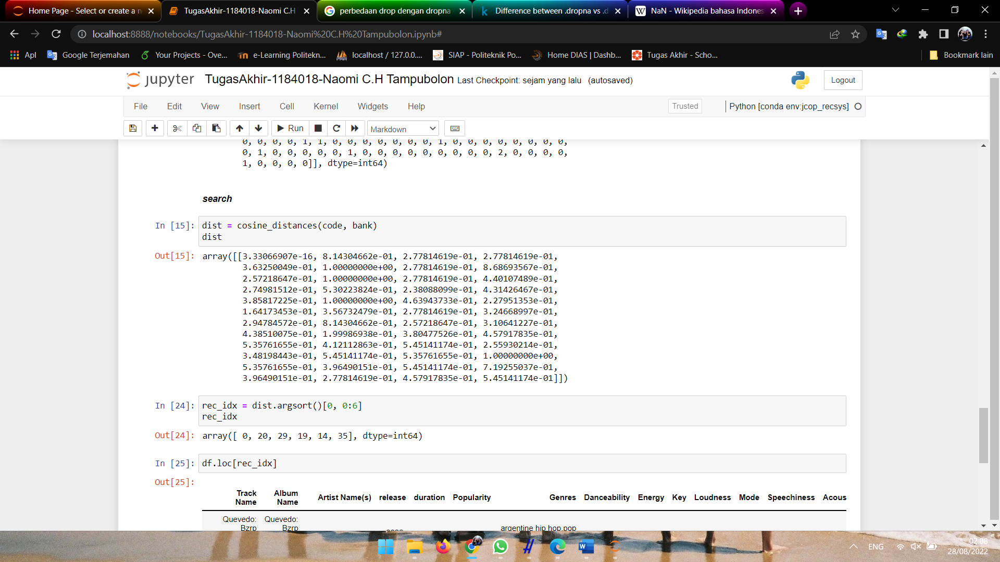 Home Page - Select or create a n
TugasAkhir-1184018-Naomi C.H
perbedaan drop dengan dropna
Difference between .dropna vs .d
NaN - Wikipedia bahasa Indones
localhost:8888/notebooks/TugasAkhir-1184018-Naomi%20C.H%20Tampubolon.ipynb#
Apl
Google Terjemahan
Your Projects - Ove...
e-Learning Politekn...
localhost / 127.0.0....
SIAP - Politeknik Po...
Home DIAS | Dashb...
Tugas Akhir - Scho...
Bookmark lain
jupyter TugasAkhir-1184018-Naomi C.H Tampubolon Last Checkpoint: sejam yang lalu (autosaved)
Logout
File Edit View Insert Cell Kernel Widgets Help
Trusted
Python [conda env:jcop_recsys]
Run
Markdown
0, 0, 0, 0, 1, 1, 0, 0, 0, 0, 0, 0, 0, 1, 0, 0, 0, 0, 0, 0, 0, 0,
0, 1, 0, 0, 0, 0, 0, 1, 0, 0, 0, 0, 0, 0, 0, 0, 0, 2, 0, 0, 0, 0,
1, 0, 0, 0, 0]], dtype=int64)
search
In [15]: dist = cosine_distances(code, bank)
dist
Out[15]: array([[3.33066907e-16, 8.14304662e-01, 2.77814619e-01, 2.77814619e-01,
3.63250049e-01, 1.00000000e+00, 2.77814619e-01, 8.68693567e-01,
2.57218647e-01, 1.00000000e+00, 2.77814619e-01, 4.40107489e-01,
2.74981512e-01, 5.30223824e-01, 2.38088099e-01, 4.31426467e-01,
3.85817225e-01, 1.00000000e+00, 4.63943733e-01, 2.27951353e-01,
1.64173453e-01, 3.56732479e-01, 2.77814619e-01, 3.24668997e-01,
2.94784572e-01, 8.14304662e-01, 2.57218647e-01, 3.10641227e-01,
4.38510075e-01, 1.99986938e-01, 3.80477526e-01, 4.57917835e-01,
5.35761655e-01, 4.12112863e-01, 5.45141174e-01, 2.55930214e-01,
3.48198443e-01, 5.45141174e-01, 5.35761655e-01, 1.00000000e+00,
5.35761655e-01, 3.96490151e-01, 5.45141174e-01, 7.19255037e-01,
3.96490151e-01, 2.77814619e-01, 4.57917835e-01, 5.45141174e-01]])
In [24]: rec_idx = dist.argsort()[0, 0:6]
rec_idx
Out[24]: array([ 0, 20, 29, 19, 14, 35], dtype=int64)
In [25]: df.loc[rec_idx]
Out[25]:
Track Name Album Name Artist Name(s) release duration Popularity Genres Danceability Energy Key Loudness Mode Speechiness Acous
Quevedo: Quevedo:
Bzrp Bzrp argentine hip hop,pop
ENG
02.08
28/08/2022